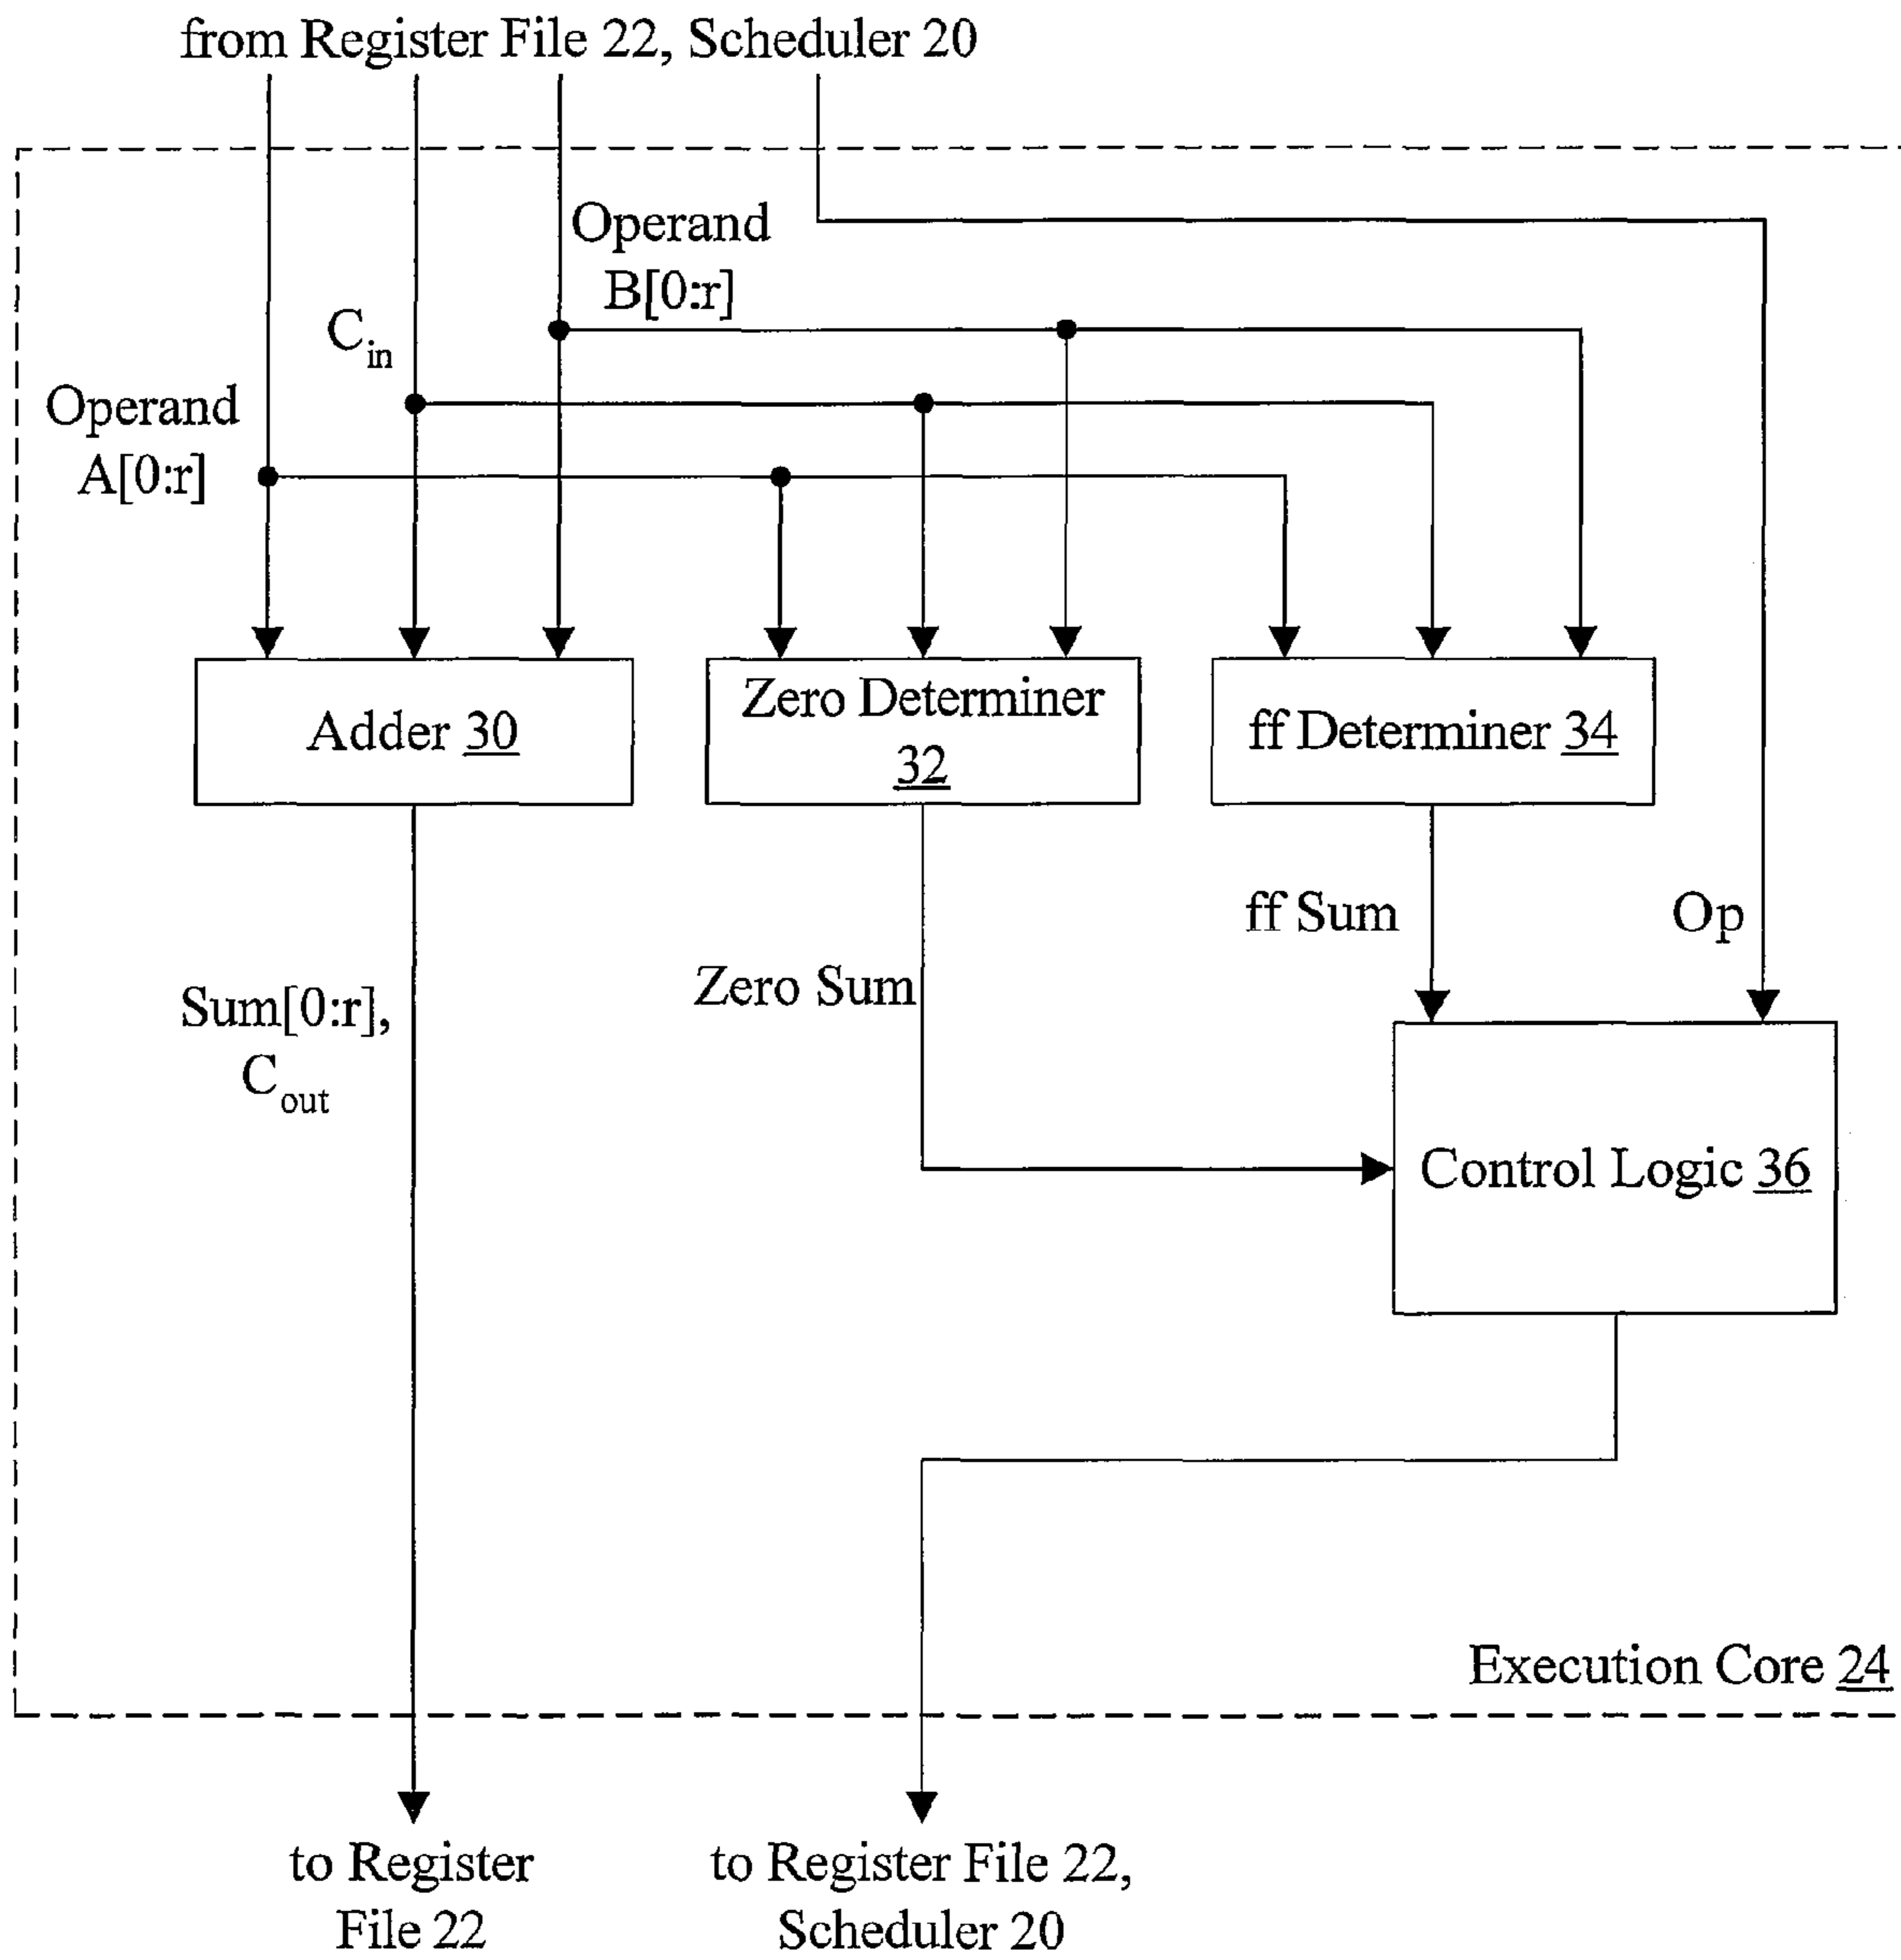 from Register File 22, Scheduler 20
Operand
B[0:r]
C_in
Operand
A[0:r]
Adder 30
Zero Determiner
32
ff Determiner 34
ff Sum
Op
Zero Sum
Sum[0:r],
C_out
Control Logic 36
Execution Core 24
to Register
File 22
to Register File 22,
Scheduler 20